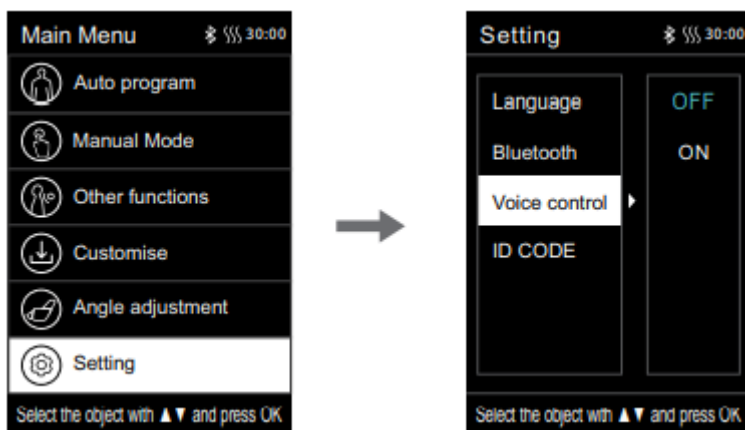 Main Menu 30:00
Auto program
Manual Mode
Other functions
Customise
Angle adjustment
Setting
Select the object with ▲▼ and press OK
Setting 30:00
Language
Bluetooth
Voice control
ID CODE
OFF
ON
Select the object with ▲▼ and press OK